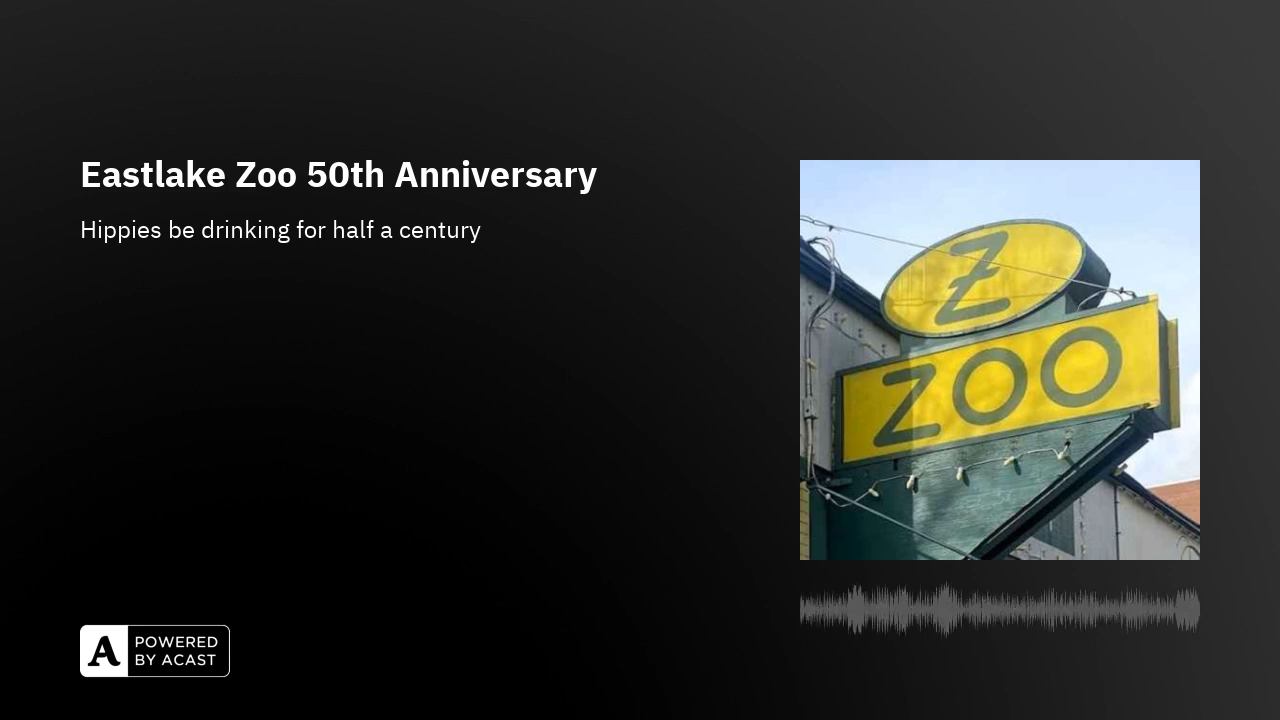 Eastlake Zoo 50th Anniversary
Hippies be drinking for half a century
Z
ZOO
A POWERED
BY ACAST